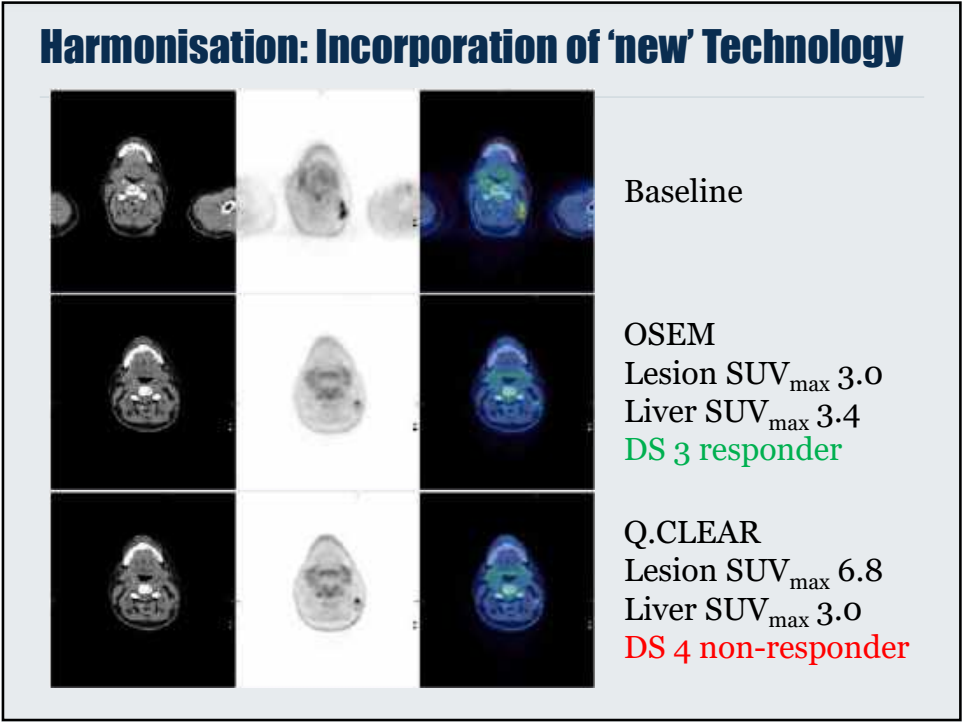 Harmonisation: Incorporation of ‘new’ Technology
Baseline
OSEM
Lesion SUVmax 3.0
Liver SUVmax 3.4
DS 3 responder
Q.CLEAR
Lesion SUVmax 6.8
Liver SUVmax 3.0
DS 4 non-responder